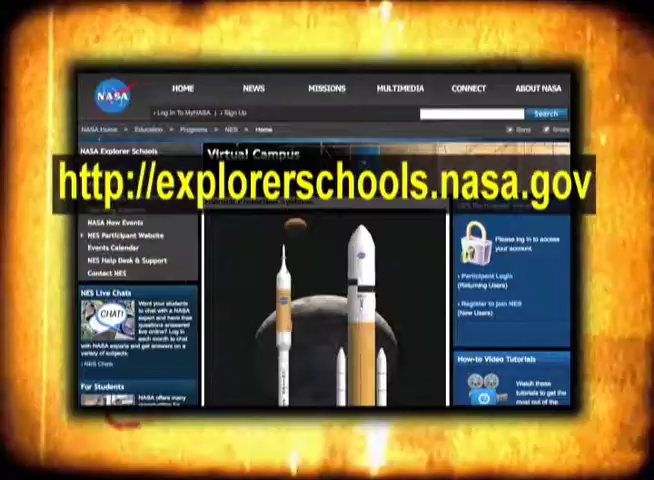 NASA
HOME NEWS MISSIONS MULTIMEDIA CONNECT ABOUT NASA
› Log In To MyNASA | › Sign Up
Search
NASA Home > Education > Programs > NES > Home
Send Share
NASA Explorer Schools
Virtual Campus
http://explorerschools.nasa.gov
NASA Now Events
NES Participant Website
Events Calendar
NES Help Desk & Support
Contact NES
NES Live Chats
CHAT!
Want your students
to chat with a NASA
expert and have their
questions answered
live online? Log in
each month to chat
with NASA experts and get answers on a
variety of subjects.
› NES Chats
For Students
NASA offers many
Please log in to access
your account.
› Participant Login
(Returning Users)
› Register to join NES
(New Users)
How-to Video Tutorials
Watch these
tutorials to get the
most out of the